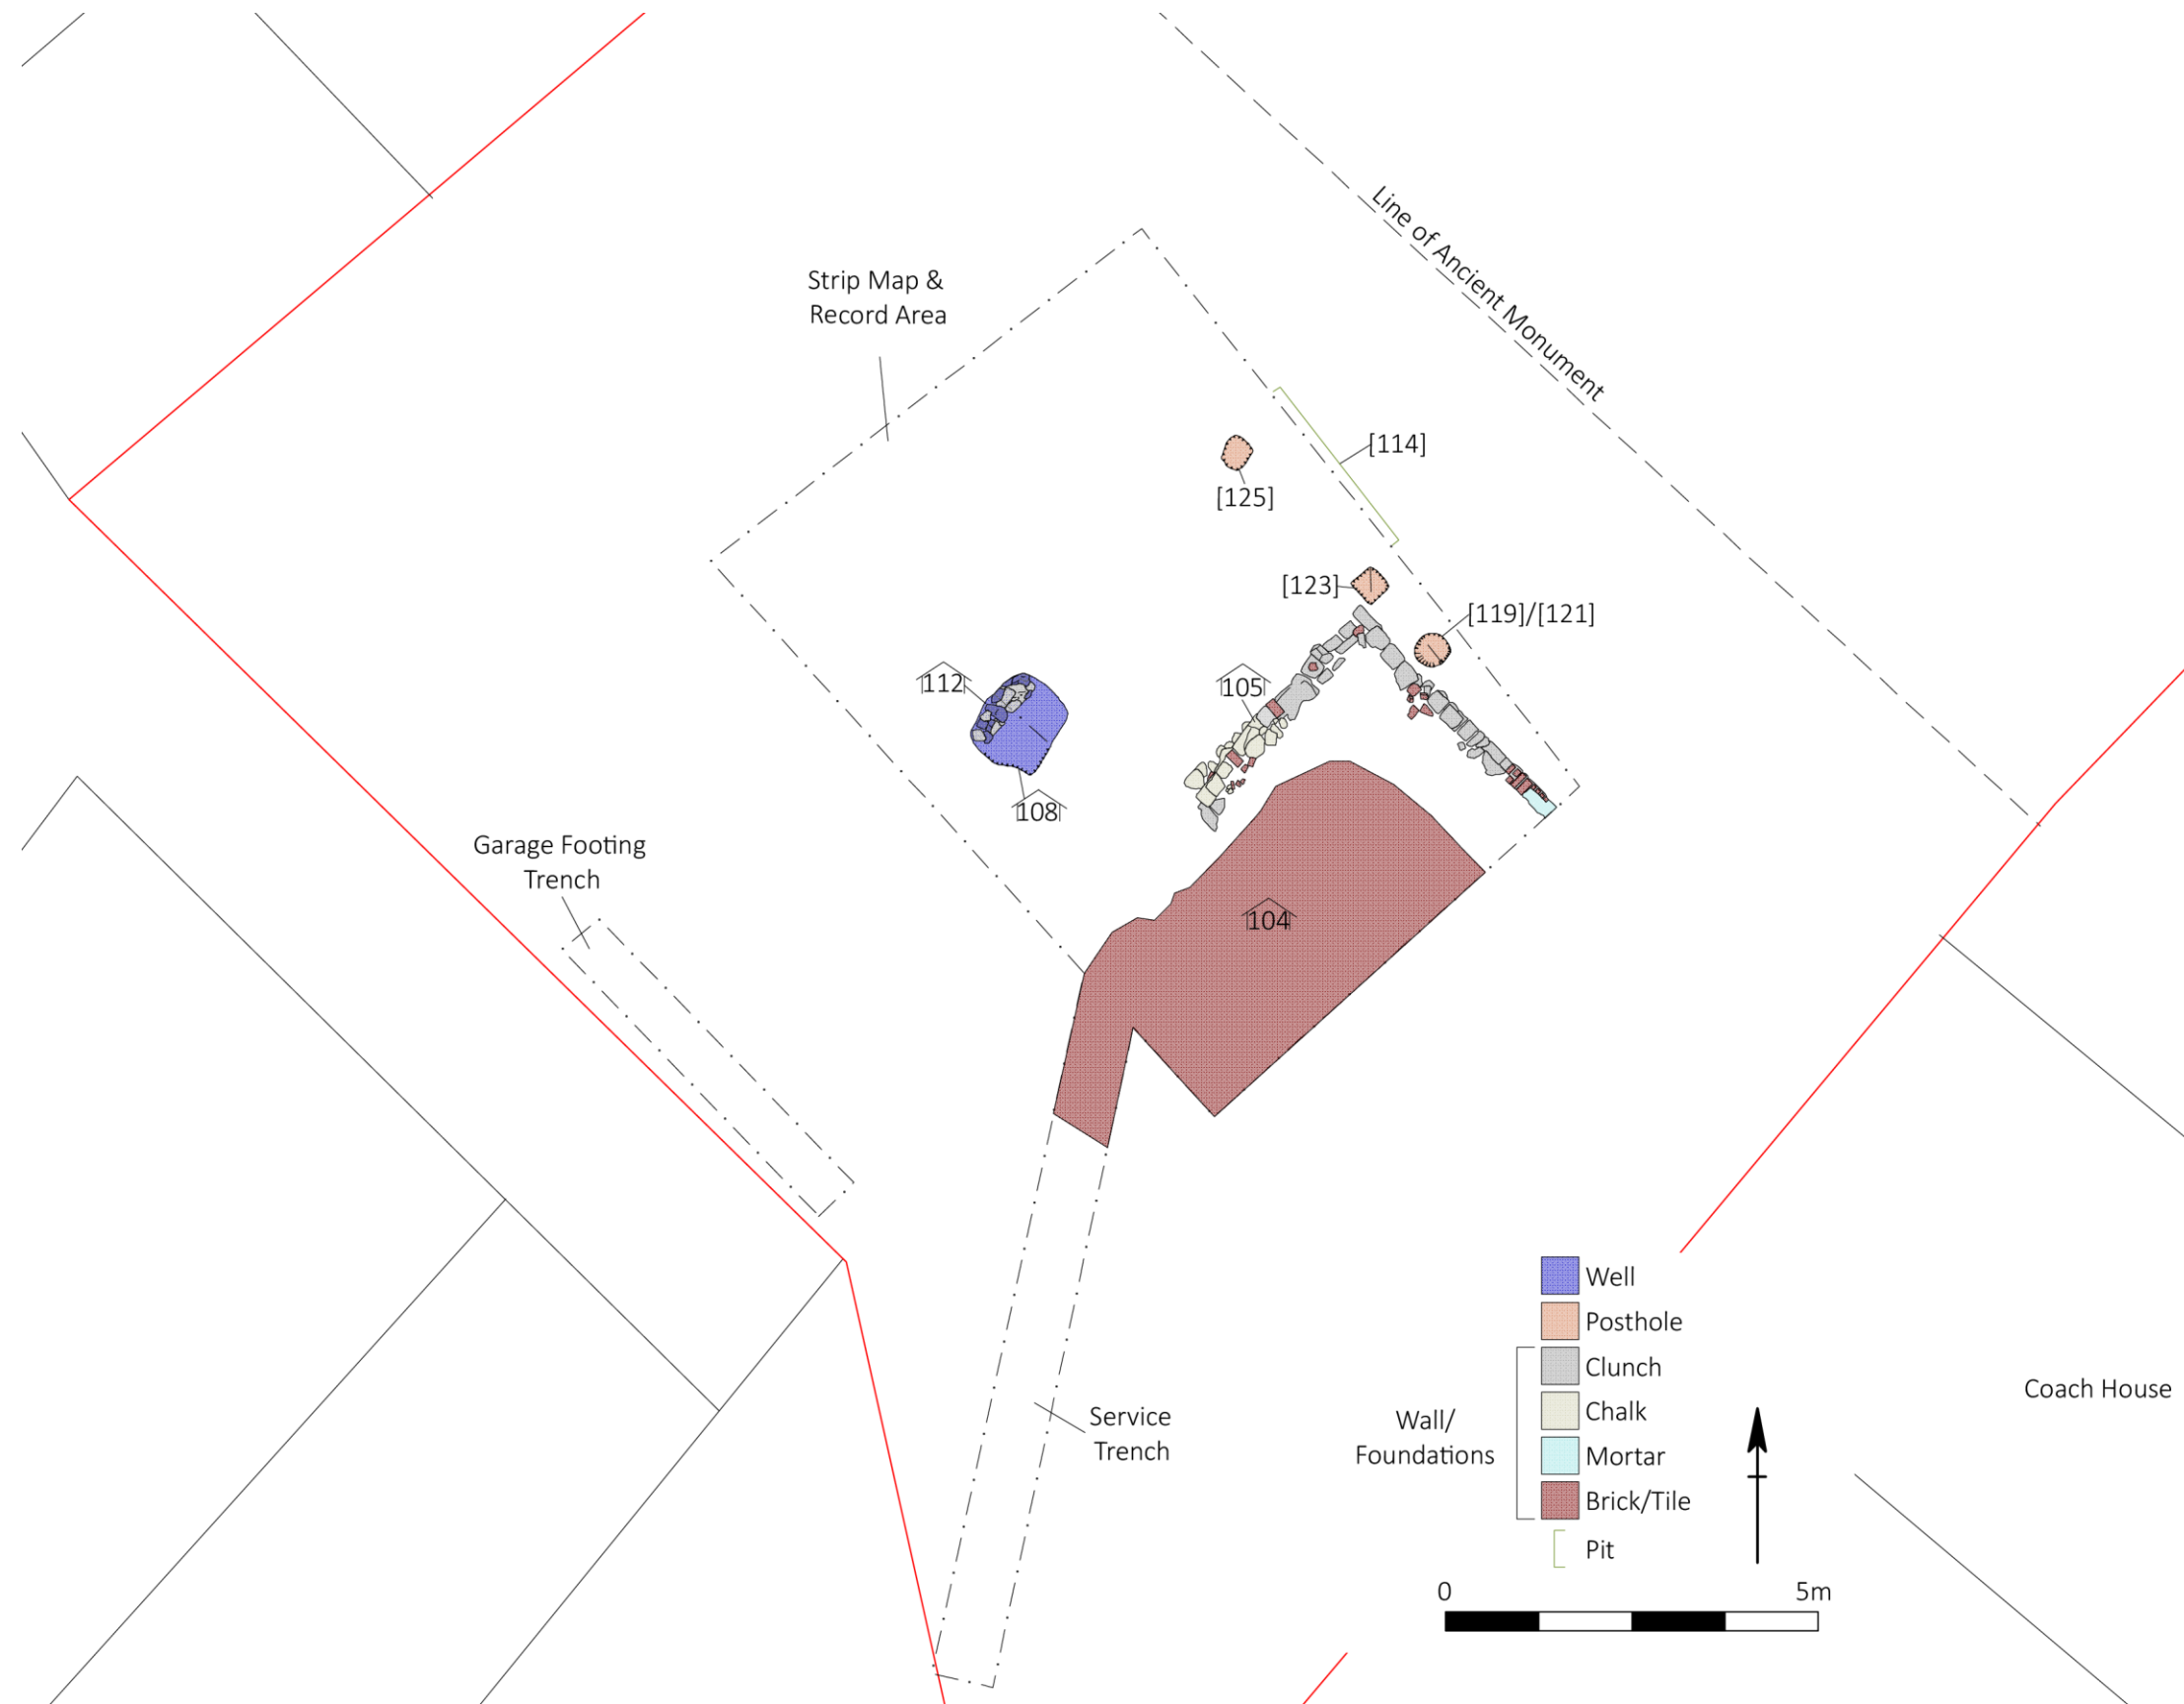 Line of Ancient Monument
Strip Map &
Record Area
[114]
[125]
[123]
[119]/[121]
112
105
108
104
Garage Footing
Trench
Service
Trench
Well
Posthole
Clunch
Chalk
Mortar
Brick/Tile
Pit
Wall/
Foundations
Coach House
0
5m